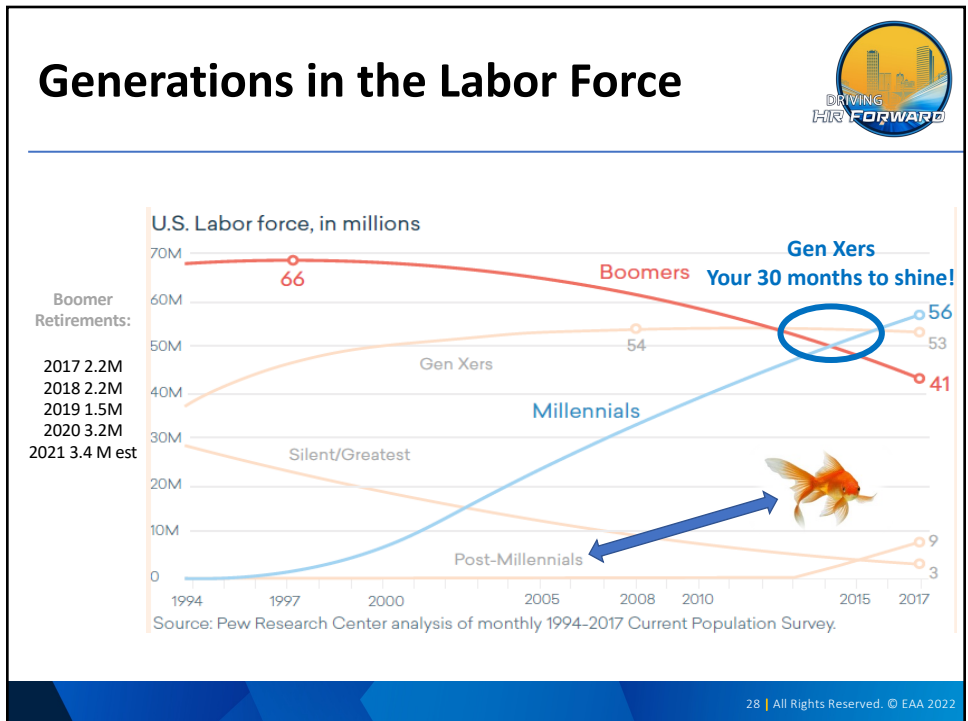 Generations in the Labor Force
DRIVING
HR FORWARD
U.S. Labor force, in millions
70M
60M
50M
40M
30M
20M
10M
0
66
Boomers
Gen Xers
Your 30 months to shine!
56
53
41
54
Gen Xers
Millennials
Silent/Greatest
Post-Millennials
9
3
1994
1997
2000
2005
2008
2010
2015
2017
Source: Pew Research Center analysis of monthly 1994-2017 Current Population Survey.
Boomer
Retirements:
2017 2.2M
2018 2.2M
2019 1.5M
2020 3.2M
2021 3.4 M est
28 | All Rights Reserved. © EAA 2022